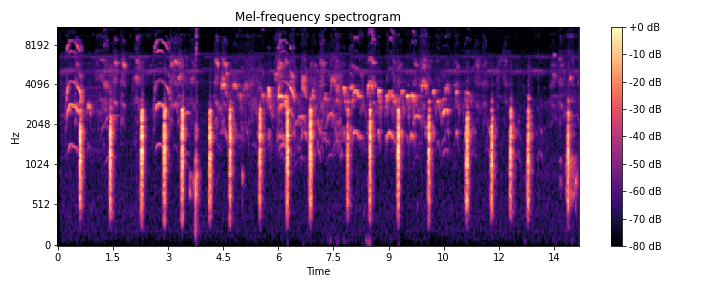 Mel-frequency spectrogram
8192
4096
2048
1024
512
0
Hz
0 1.5 3 4.5 6 7.5 9 10 12 14
Time
+0 dB
-10 dB
-20 dB
-30 dB
-40 dB
-50 dB
-60 dB
-70 dB
-80 dB